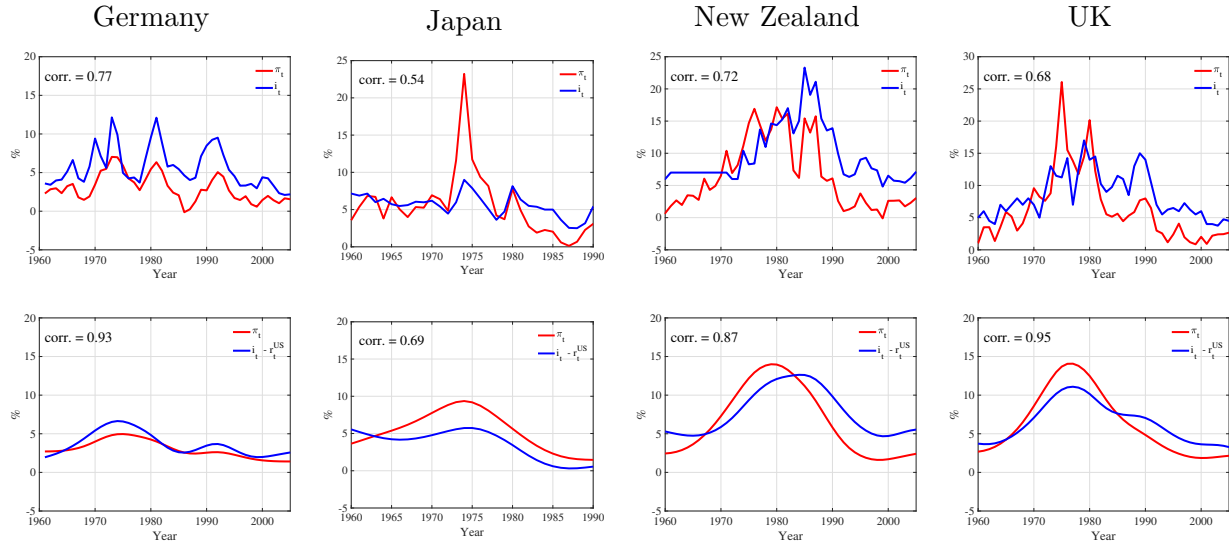 Germany
Japan
New Zealand
UK
20
15
10
5
0
-5
%
corr. = 0.77
π_t
i_t
1960 1970 1980 1990 2000
Year
25
20
15
10
5
0
%
corr. = 0.54
π_t
i_t
1960 1965 1970 1975 1980 1985 1990
Year
25
20
15
10
5
0
-5
%
corr. = 0.72
π_t
i_t
1960 1970 1980 1990 2000
Year
30
25
20
15
10
5
0
%
corr. = 0.68
π_t
i_t
1960 1970 1980 1990 2000
Year
20
15
10
5
0
-5
%
corr. = 0.93
π_t
i_t - r_t^US
1960 1970 1980 1990 2000
Year
20
15
10
5
0
-5
%
corr. = 0.69
π_t
i_t - r_t^US
1960 1965 1970 1975 1980 1985 1990
Year
20
15
10
5
0
-5
%
corr. = 0.87
π_t
i_t - r_t^US
1960 1970 1980 1990 2000
Year
20
15
10
5
0
-5
%
corr. = 0.95
π_t
i_t - r_t^US
1960 1970 1980 1990 2000
Year